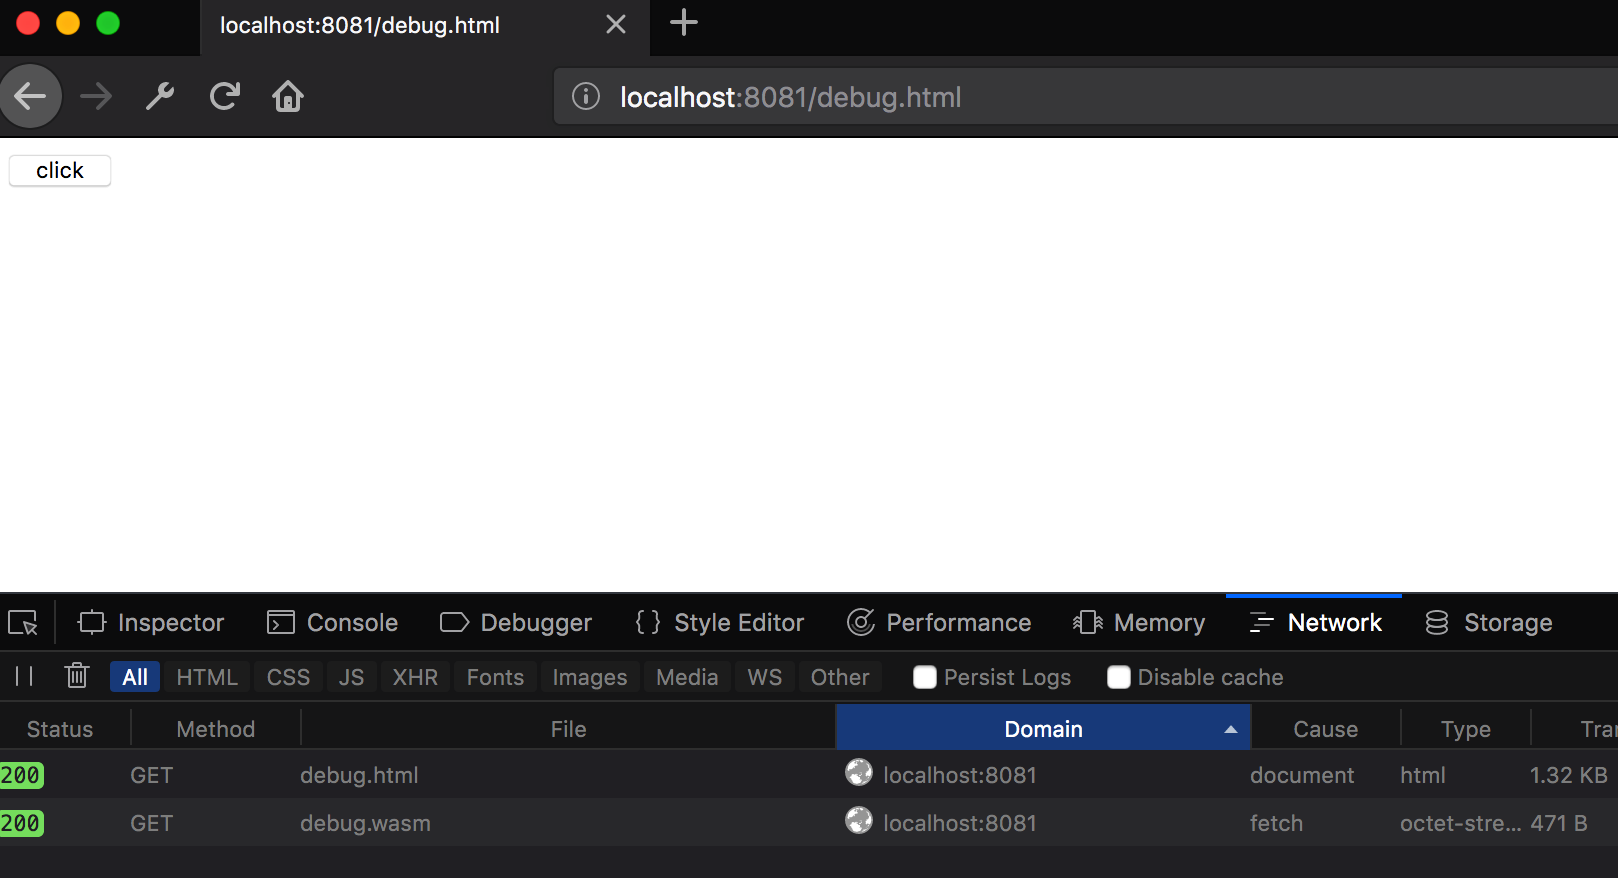 localhost:8081/debug.html
localhost:8081/debug.html
click
Inspector Console Debugger Style Editor Performance Memory Network Storage
All HTML CSS JS XHR Fonts Images Media WS Other Persist Logs Disable cache
Status Method File Domain Cause Type
200 GET debug.html localhost:8081 document html 1.32 KB
200 GET debug.wasm localhost:8081 fetch octet-stre... 471 B